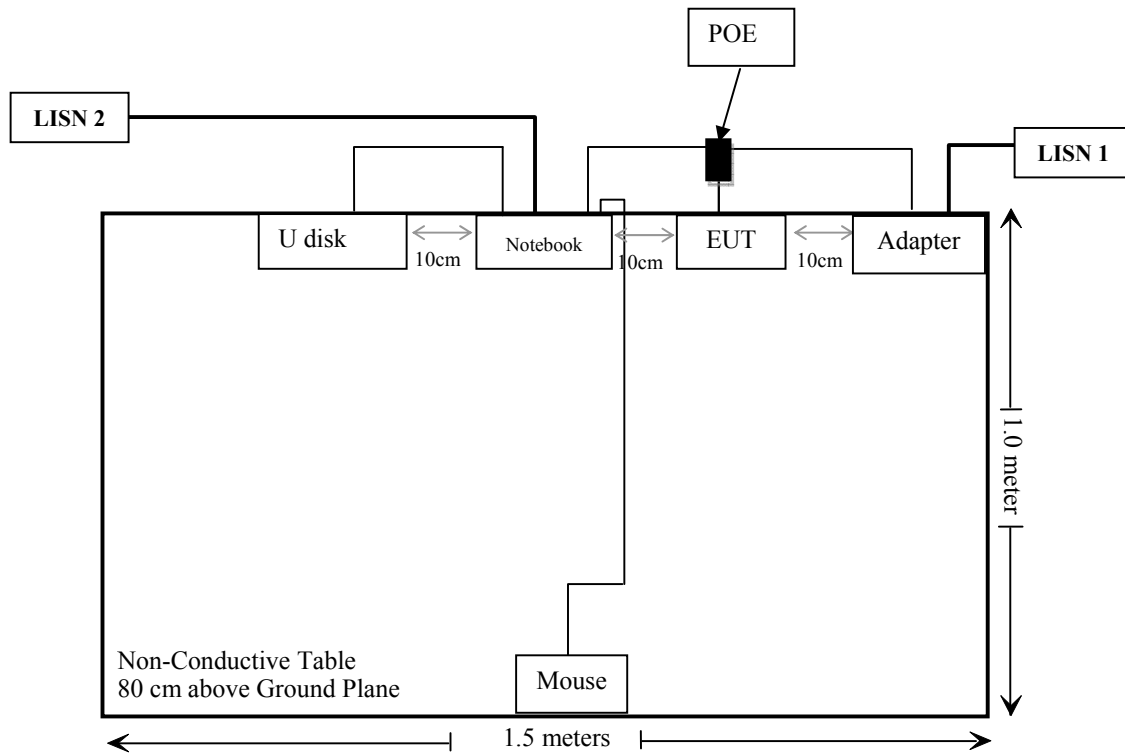 POE
LISN 2
LISN 1
U disk
Notebook
EUT
Adapter
10cm
10cm
10cm
1.0 meter
Non-Conductive Table
80 cm above Ground Plane
Mouse
1.5 meters